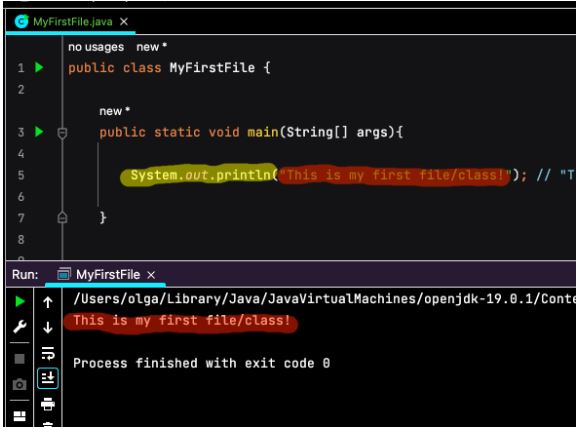 MyFirstFile.java ×
no usages new *
1 public class MyFirstFile {
2
new *
3 public static void main(String[] args){
4
5 System.out.println("This is my first file/class!"); // "T
6
7 }
8
Run: MyFirstFile ×
/Users/olga/Library/Java/JavaVirtualMachines/openjdk-19.0.1/Conte
This is my first file/class!
Process finished with exit code 0